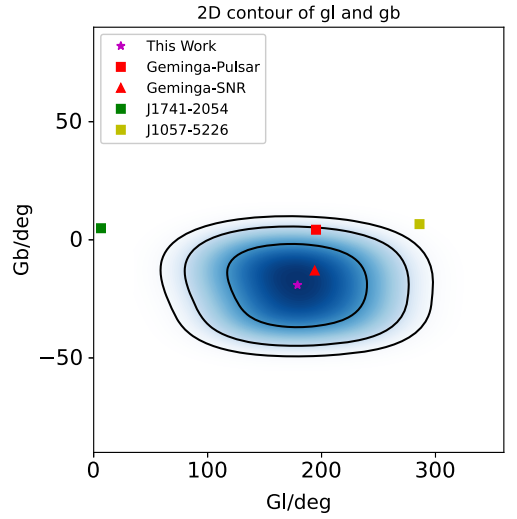 2D contour of gl and gb
This Work
Geminga-Pulsar
Geminga-SNR
J1741-2054
J1057-5226
50
0
−50
Gb/deg
0 100 200 300
Gl/deg